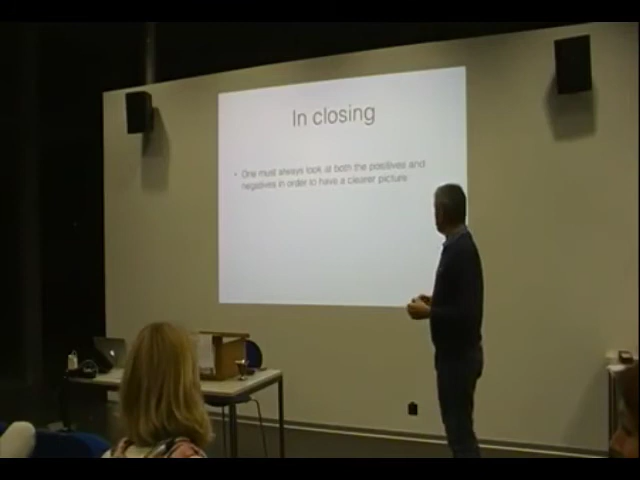 In closing
• One must always look at both the positives and
negatives in order to have a clearer picture